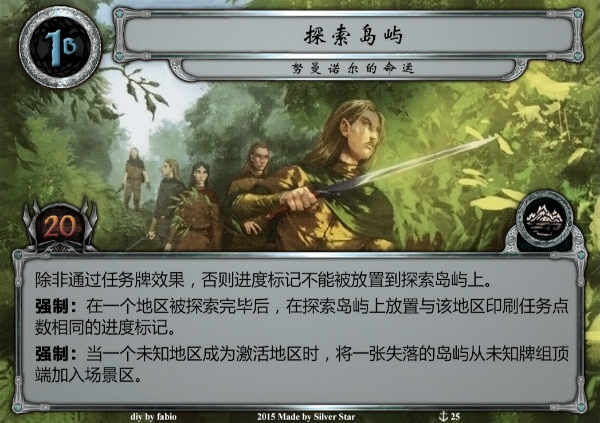 1B
探索岛屿
努曼诺尔的命运
20
除非通过任务牌效果，否则进度标记不能被放置到探索岛屿上。
强制：在一个地区被探索完毕后，在探索岛屿上放置与该地区印刷任务点
数相同的进度标记。
强制：当一个未知地区成为激活地区时，将一张失落的岛屿从未知牌组顶
端加入场景区。
diy by fabio 2015 Made by Silver Star 25